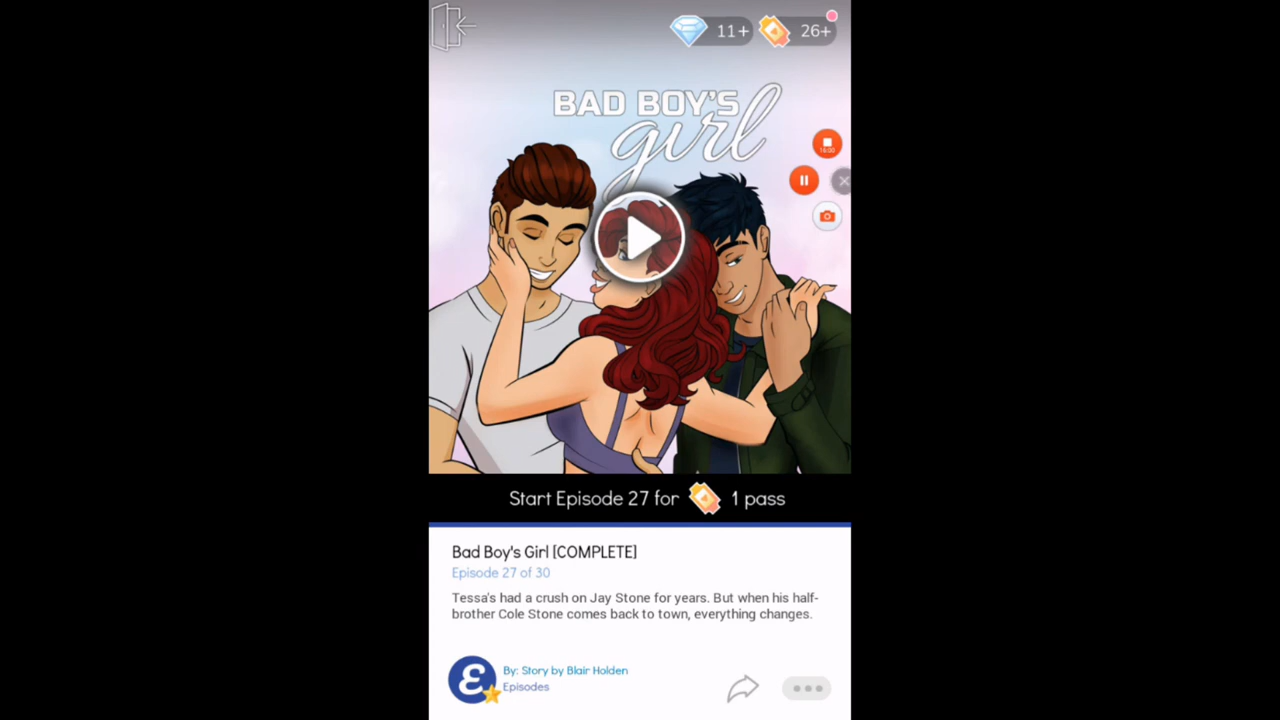 11+ 26+
BAD BOY'S
girl
16:00
Start Episode 27 for 1 pass
Bad Boy's Girl [COMPLETE]
Episode 27 of 30
Tessa's had a crush on Jay Stone for years. But when his half-
brother Cole Stone comes back to town, everything changes.
By: Story by Blair Holden
Episodes